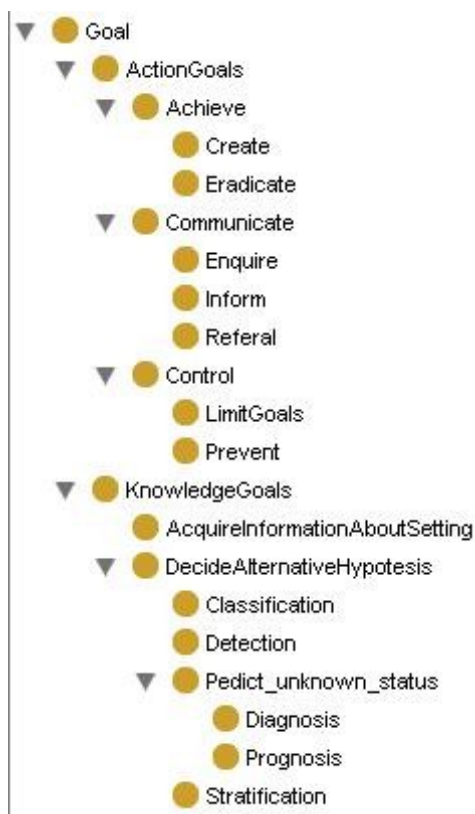 Goal
ActionGoals
Achieve
Create
Eradicate
Communicate
Enquire
Inform
Referal
Control
LimitGoals
Prevent
KnowledgeGoals
AcquireInformationAboutSetting
DecideAlternativeHypotesis
Classification
Detection
Pedict_unknown_status
Diagnosis
Prognosis
Stratification